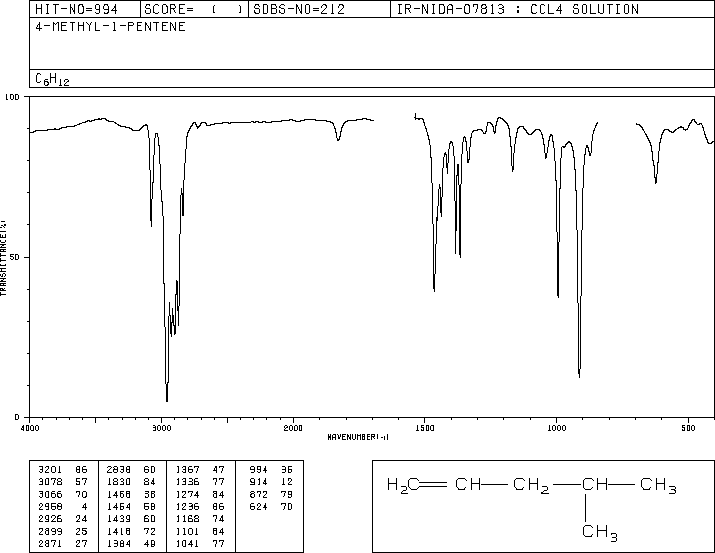 HIT-NO=994 SCORE= ( ) SDBS-NO=212 IR-NIDA-07813 : CCL4 SOLUTION
4-METHYL-1-PENTENE
C6H12
100
50
0
TRANSMITTANCE(%)
4000 3000 2000 1500 1000 500
WAVENUMBER(-1)
3201 86 2838 60 1367 47 994 36
3078 57 1830 84 1336 77 914 12
3066 70 1468 38 1274 84 872 79
2958 4 1464 68 1236 86 624 70
2926 24 1439 60 1168 74
2899 25 1418 72 1101 84
2871 27 1384 49 1041 77
H2C CH CH2 CH CH3
CH3